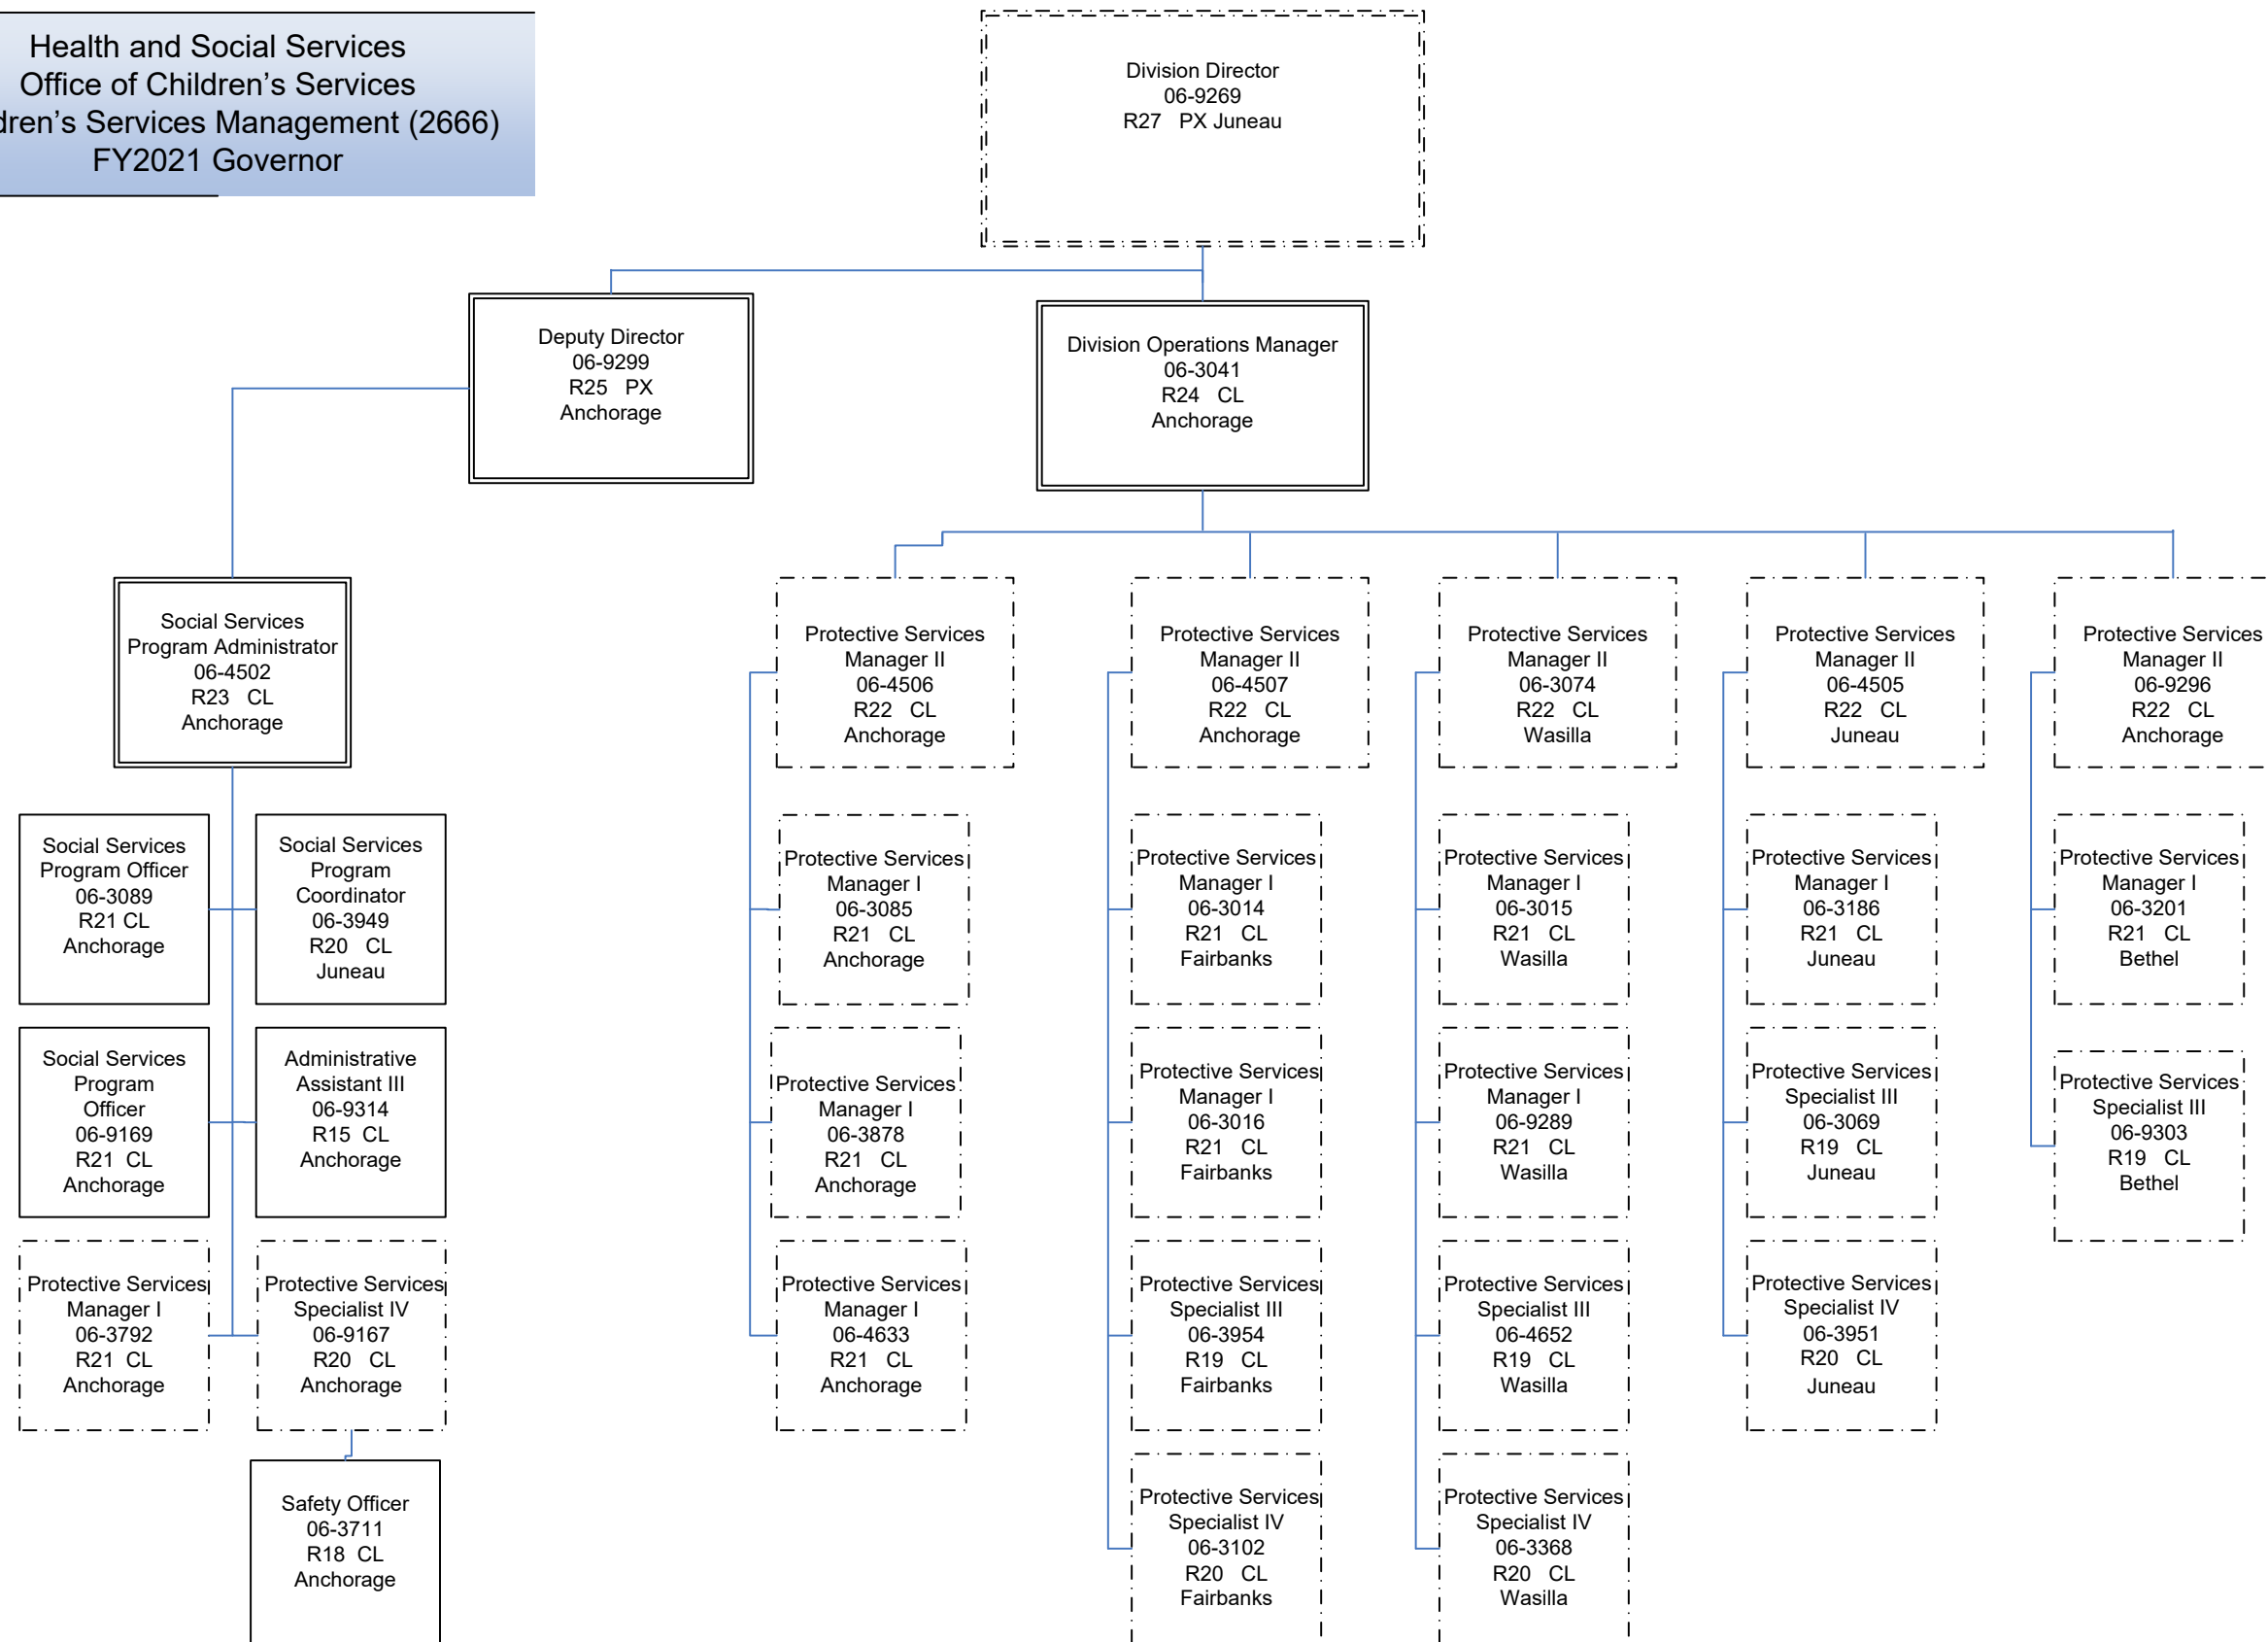 Health and Social Services
Office of Children's Services
dren's Services Management (2666)
FY2021 Governor
Division Director
06-9269
R27 PX Juneau
Deputy Director
06-9299
R25 PX
Anchorage
Division Operations Manager
06-3041
R24 CL
Anchorage
Social Services
Program Administrator
06-4502
R23 CL
Anchorage
Protective Services
Manager II
06-4506
R22 CL
Anchorage
Protective Services
Manager II
06-4507
R22 CL
Anchorage
Protective Services
Manager II
06-3074
R22 CL
Wasilla
Protective Services
Manager II
06-4505
R22 CL
Juneau
Protective Services
Manager II
06-9296
R22 CL
Anchorage
Social Services
Program Officer
06-3089
R21 CL
Anchorage
Social Services
Program
Coordinator
06-3949
R20 CL
Juneau
Protective Services
Manager I
06-3085
R21 CL
Anchorage
Protective Services
Manager I
06-3014
R21 CL
Fairbanks
Protective Services
Manager I
06-3015
R21 CL
Wasilla
Protective Services
Manager I
06-3186
R21 CL
Juneau
Protective Services
Manager I
06-3201
R21 CL
Bethel
Social Services
Program
Officer
06-9169
R21 CL
Anchorage
Administrative
Assistant III
06-9314
R15 CL
Anchorage
Protective Services
Manager I
06-3878
R21 CL
Anchorage
Protective Services
Manager I
06-3016
R21 CL
Fairbanks
Protective Services
Manager I
06-9289
R21 CL
Wasilla
Protective Services
Specialist III
06-3069
R19 CL
Juneau
Protective Services
Specialist III
06-9303
R19 CL
Bethel
Protective Services
Manager I
06-3792
R21 CL
Anchorage
Protective Services
Specialist IV
06-9167
R20 CL
Anchorage
Protective Services
Manager I
06-4633
R21 CL
Anchorage
Protective Services
Specialist III
06-3954
R19 CL
Fairbanks
Protective Services
Specialist III
06-4652
R19 CL
Wasilla
Protective Services
Specialist IV
06-3951
R20 CL
Juneau
Safety Officer
06-3711
R18 CL
Anchorage
Protective Services
Specialist IV
06-3102
R20 CL
Fairbanks
Protective Services
Specialist IV
06-3368
R20 CL
Wasilla